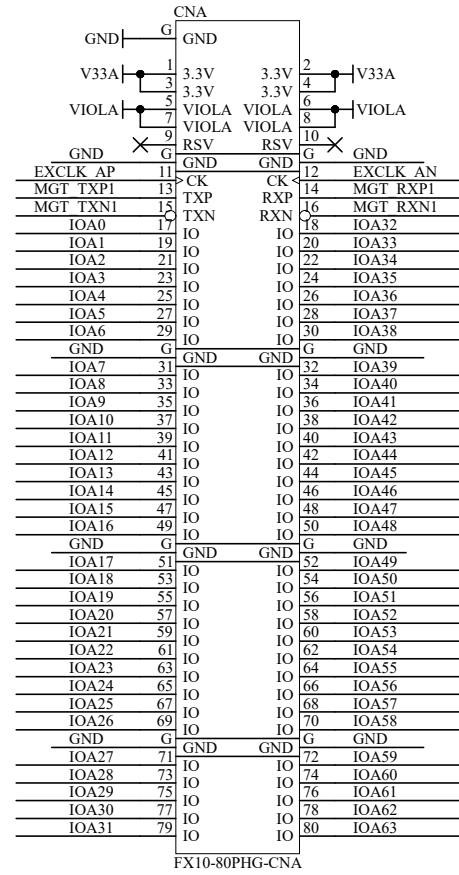 CNA
GND G GND
V33A 1 3.3V 3.3V 2 V33A
3 3.3V 3.3V 4
VIOLA 5 VIOLA VIOLA 6 VIOLA
7 VIOLA VIOLA 8
9 RSV RSV 10
GND G GND GND G GND
EXCLK_AP 11 CK CK 12 EXCLK_AN
MGT_TXP1 13 TXP RXP 14 MGT_RXP1
MGT_TXN1 15 TXN RXN 16 MGT_RXN1
IOA0 17 IO IO 18 IOA32
IOA1 19 IO IO 20 IOA33
IOA2 21 IO IO 22 IOA34
IOA3 23 IO IO 24 IOA35
IOA4 25 IO IO 26 IOA36
IOA5 27 IO IO 28 IOA37
IOA6 29 IO IO 30 IOA38
GND G GND GND G GND
IOA7 31 IO IO 32 IOA39
IOA8 33 IO IO 34 IOA40
IOA9 35 IO IO 36 IOA41
IOA10 37 IO IO 38 IOA42
IOA11 39 IO IO 40 IOA43
IOA12 41 IO IO 42 IOA44
IOA13 43 IO IO 44 IOA45
IOA14 45 IO IO 46 IOA46
IOA15 47 IO IO 48 IOA47
IOA16 49 IO IO 50 IOA48
GND G GND GND G GND
IOA17 51 IO IO 52 IOA49
IOA18 53 IO IO 54 IOA50
IOA19 55 IO IO 56 IOA51
IOA20 57 IO IO 58 IOA52
IOA21 59 IO IO 60 IOA53
IOA22 61 IO IO 62 IOA54
IOA23 63 IO IO 64 IOA55
IOA24 65 IO IO 66 IOA56
IOA25 67 IO IO 68 IOA57
IOA26 69 IO IO 70 IOA58
GND G GND GND G GND
IOA27 71 IO IO 72 IOA59
IOA28 73 IO IO 74 IOA60
IOA29 75 IO IO 76 IOA61
IOA30 77 IO IO 78 IOA62
IOA31 79 IO IO 80 IOA63
FX10-80PHG-CNA